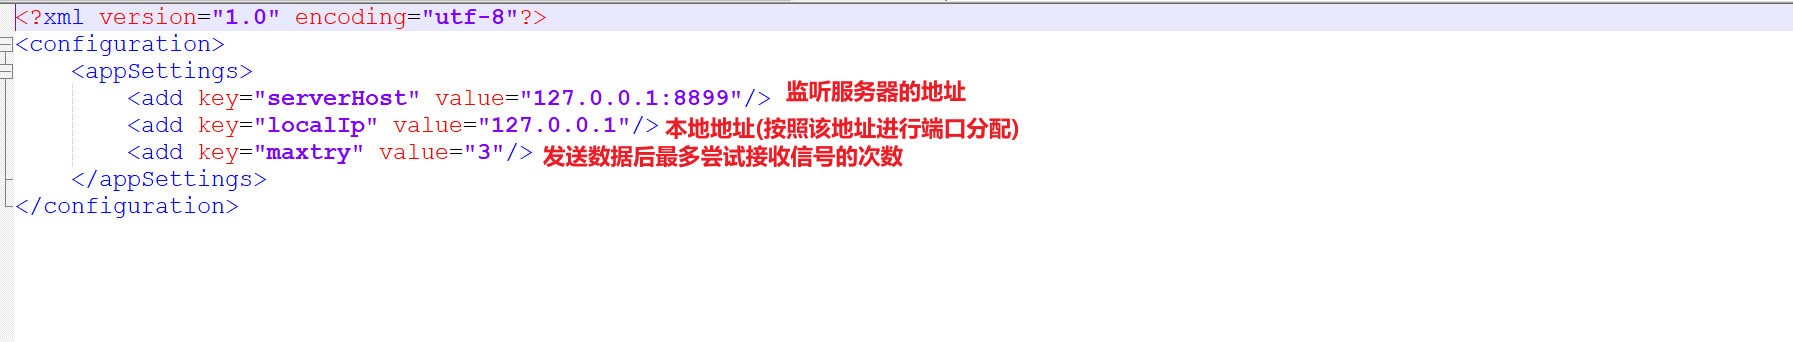 <?xml version="1.0" encoding="utf-8"?>
<configuration>
    <appSettings>
        <add key="serverHost" value="127.0.0.1:8899"/> 监听服务器的地址
        <add key="localIp" value="127.0.0.1"/> 本地地址(按照该地址进行端口分配)
        <add key="maxtry" value="3"/> 发送数据后最多尝试接收信号的次数
    </appSettings>
</configuration>